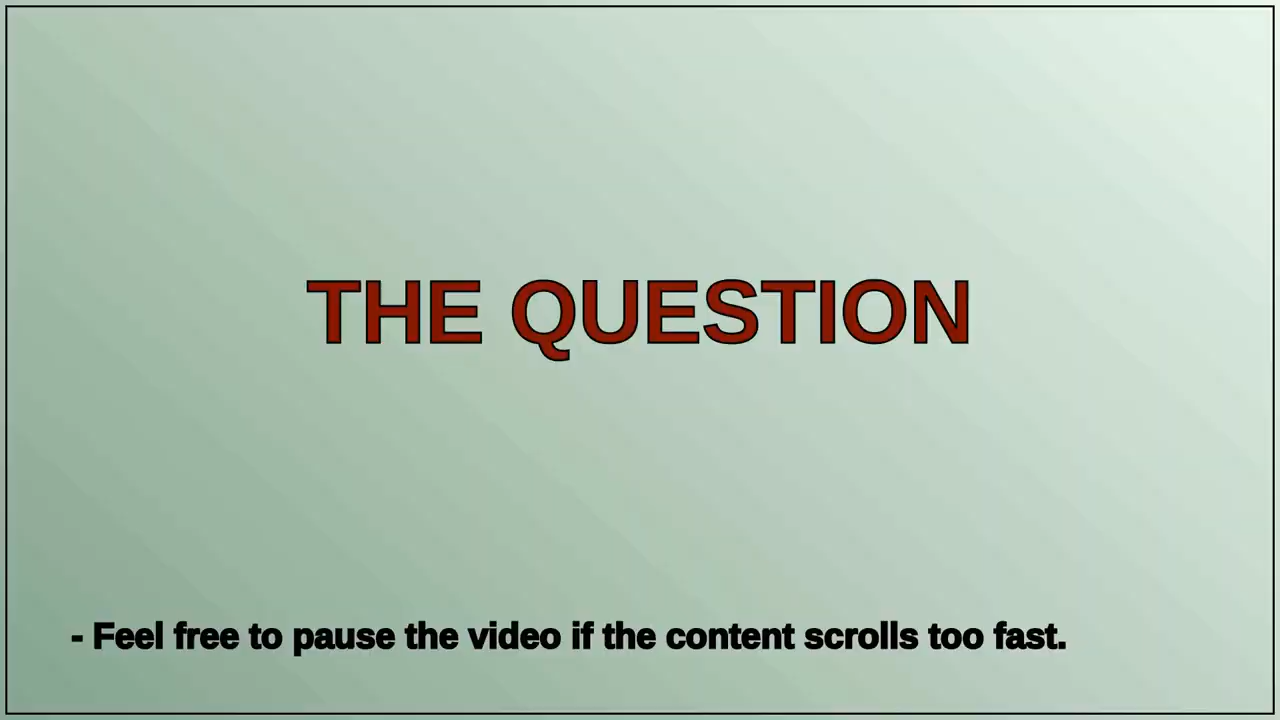 THE QUESTION
- Feel free to pause the video if the content scrolls too fast.